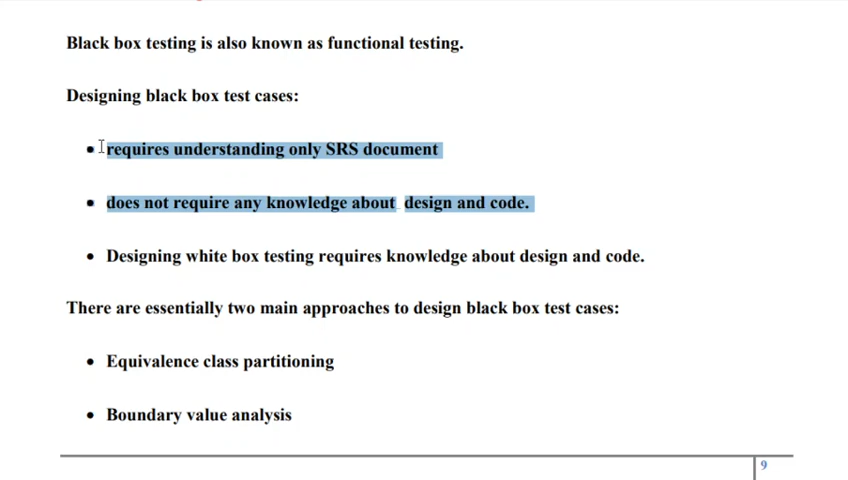 Black box testing is also known as functional testing.
Designing black box test cases:
• requires understanding only SRS document
• does not require any knowledge about design and code.
• Designing white box testing requires knowledge about design and code.
There are essentially two main approaches to design black box test cases:
• Equivalence class partitioning
• Boundary value analysis
9